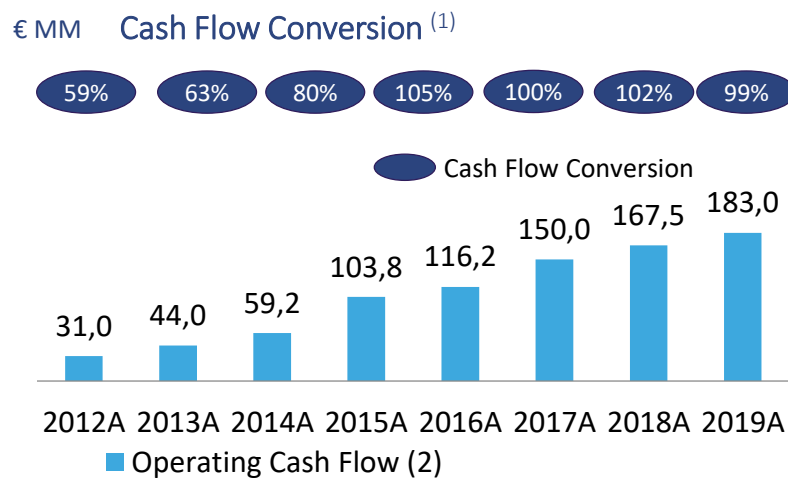 € MM Cash Flow Conversion (1)
59% 63% 80% 105% 100% 102% 99%
Cash Flow Conversion
31,0 44,0 59,2 103,8 116,2 150,0 167,5 183,0
2012A 2013A 2014A 2015A 2016A 2017A 2018A 2019A
Operating Cash Flow (2)